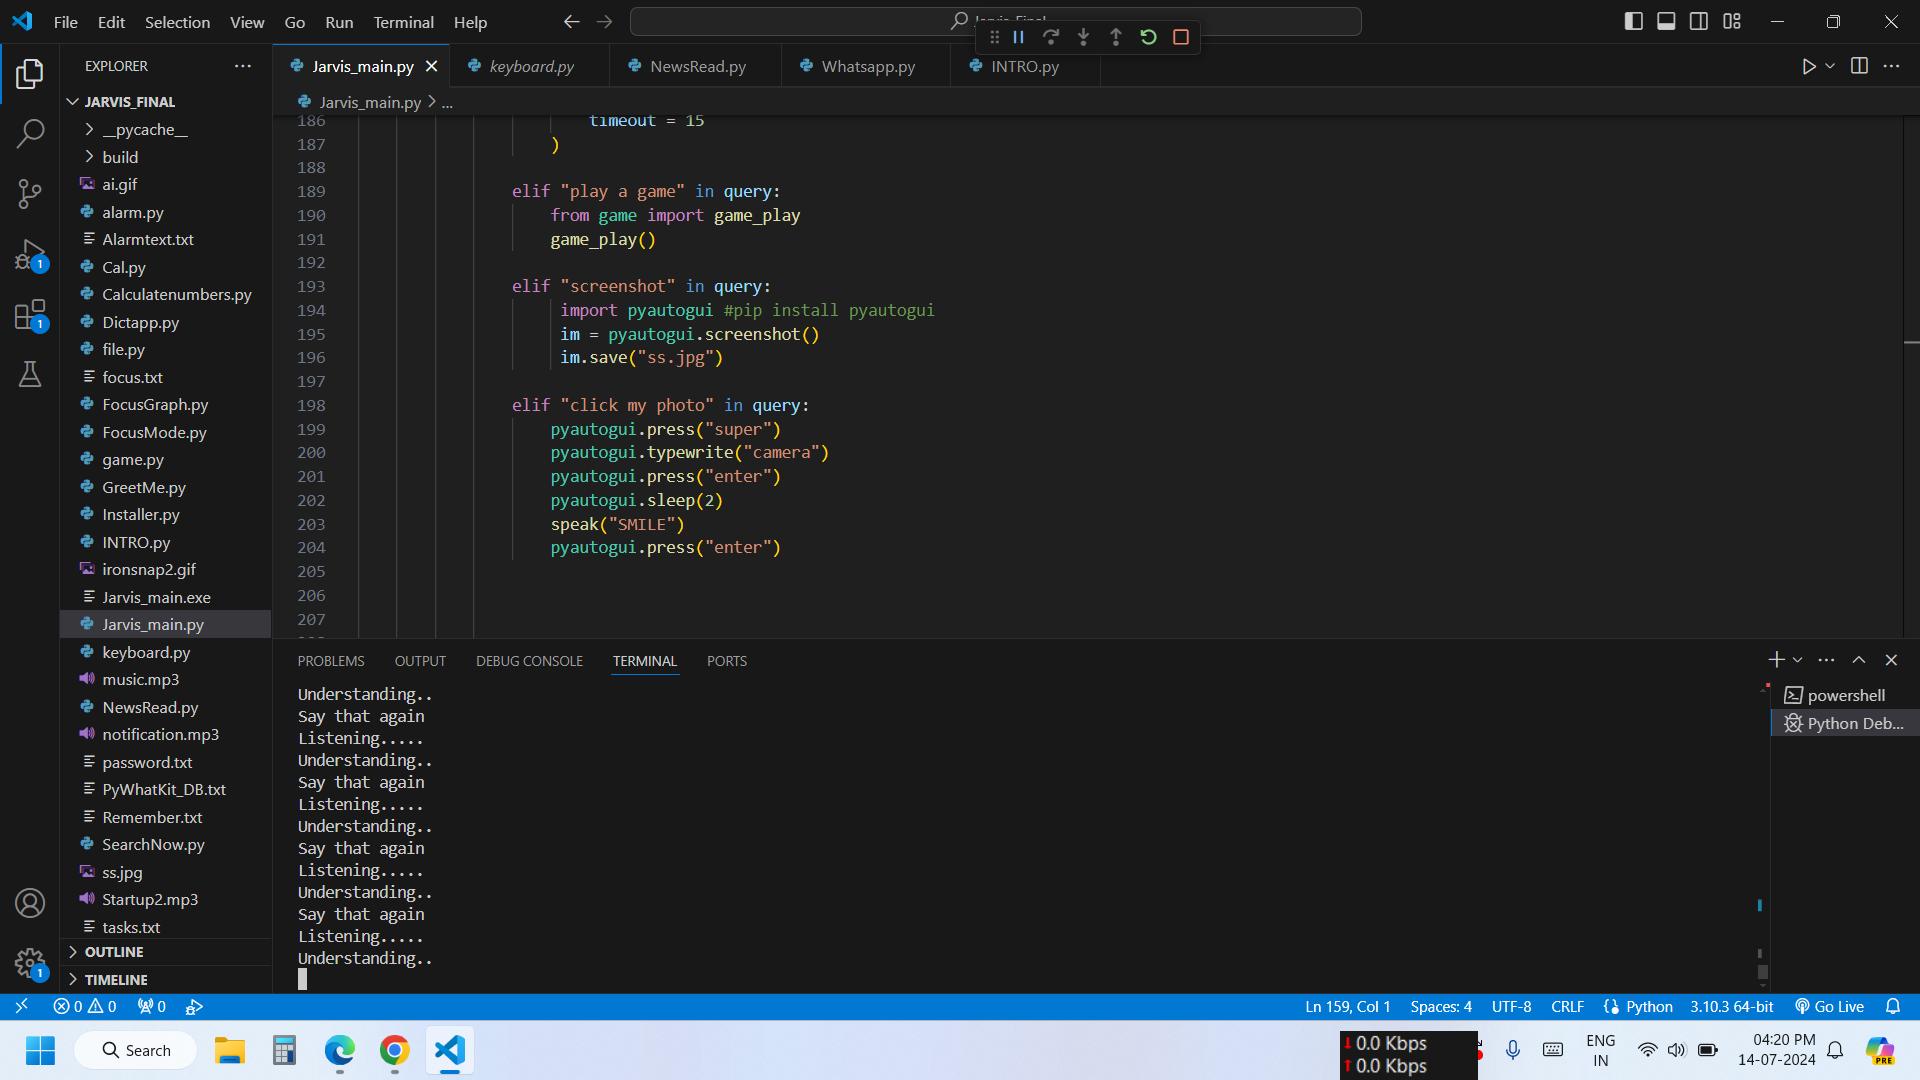 File Edit Selection View Go Run Terminal Help
Jarvis_Final
EXPLORER
Jarvis_main.py
keyboard.py
NewsRead.py
Whatsapp.py
INTRO.py
JARVIS_FINAL
__pycache__
build
ai.gif
alarm.py
Alarmtext.txt
Cal.py
Calculatenumbers.py
Dictapp.py
file.py
focus.txt
FocusGraph.py
FocusMode.py
game.py
GreetMe.py
Installer.py
INTRO.py
ironsnap2.gif
Jarvis_main.exe
Jarvis_main.py
keyboard.py
music.mp3
NewsRead.py
notification.mp3
password.txt
PyWhatKit_DB.txt
Remember.txt
SearchNow.py
ss.jpg
Startup2.mp3
tasks.txt
OUTLINE
TIMELINE
1
1
1
Jarvis_main.py > ...
186 timeout = 15
187 )
188
189 elif "play a game" in query:
190 from game import game_play
191 game_play()
192
193 elif "screenshot" in query:
194 import pyautogui #pip install pyautogui
195 im = pyautogui.screenshot()
196 im.save("ss.jpg")
197
198 elif "click my photo" in query:
199 pyautogui.press("super")
200 pyautogui.typewrite("camera")
201 pyautogui.press("enter")
202 pyautogui.sleep(2)
203 speak("SMILE")
204 pyautogui.press("enter")
205
206
207
PROBLEMS OUTPUT DEBUG CONSOLE TERMINAL PORTS
Understanding..
Say that again
Listening.....
Understanding..
Say that again
Listening.....
Understanding..
Say that again
Listening.....
Understanding..
Say that again
Listening.....
Understanding..
powershell
Python Deb...
0 0 0 Ln 159, Col 1 Spaces: 4 UTF-8 CRLF Python 3.10.3 64-bit Go Live
Search
0.0 Kbps
0.0 Kbps
ENG
IN
04:20 PM
14-07-2024
PRE